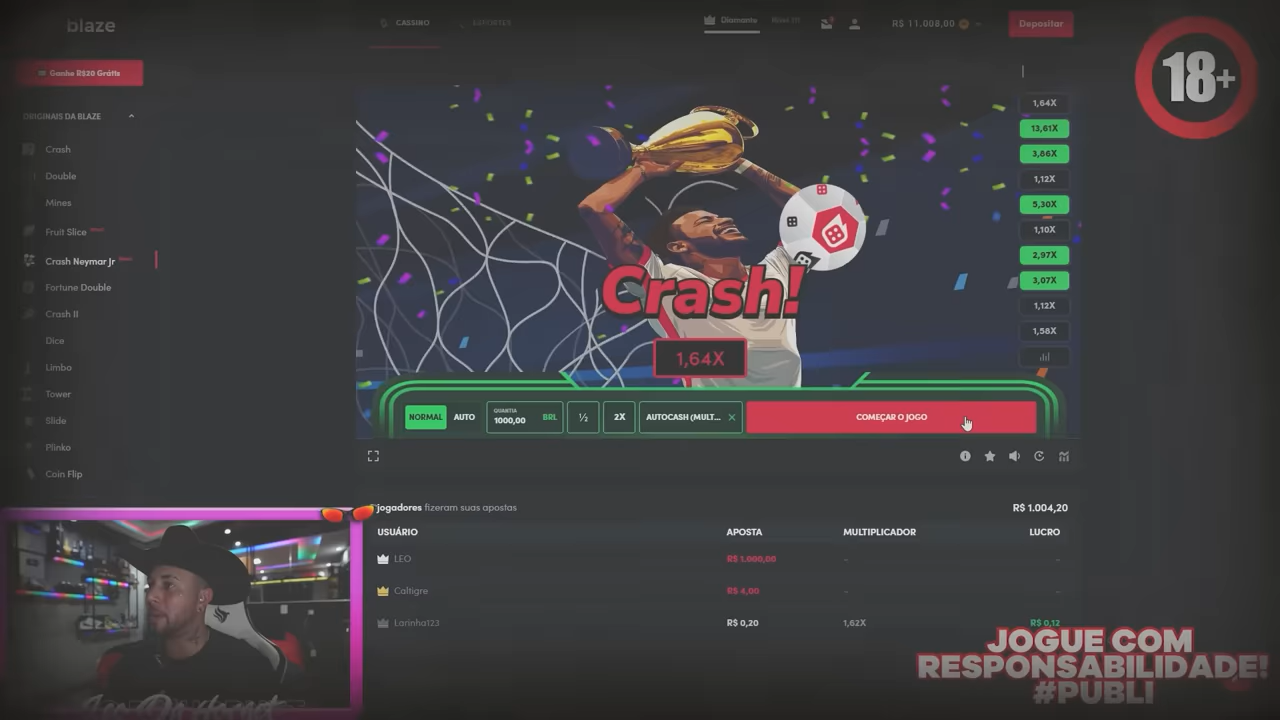 blaze
CASSINO
ESPORTES
Diamante
R$ 11.008,00
Depositar
18+
Ganhe R$20 Grátis
ORIGINAIS DA BLAZE
Crash
Double
Mines
Fruit Slice
Crash Neymar Jr
Fortune Double
Crash II
Dice
Limbo
Tower
Slide
Plinko
Coin Flip
1,64X
13,61X
3,86X
1,12X
5,30X
1,10X
2,97X
3,07X
1,12X
1,58X
Crash!
1,64X
NORMAL
AUTO
QUANTIA
1000,00
BRL
½
2X
AUTOCASH (MULT...
COMEÇAR O JOGO
jogadores fizeram suas apostas
R$ 1.004,20
USUÁRIO APOSTA MULTIPLICADOR LUCRO
LEO R$ 1.000,00 - -
Caltigre R$ 4,00 - -
Larinha123 R$ 0,20 1,62X R$ 0,12
JOGUE COM
RESPONSABILIDADE!
#PUBLI